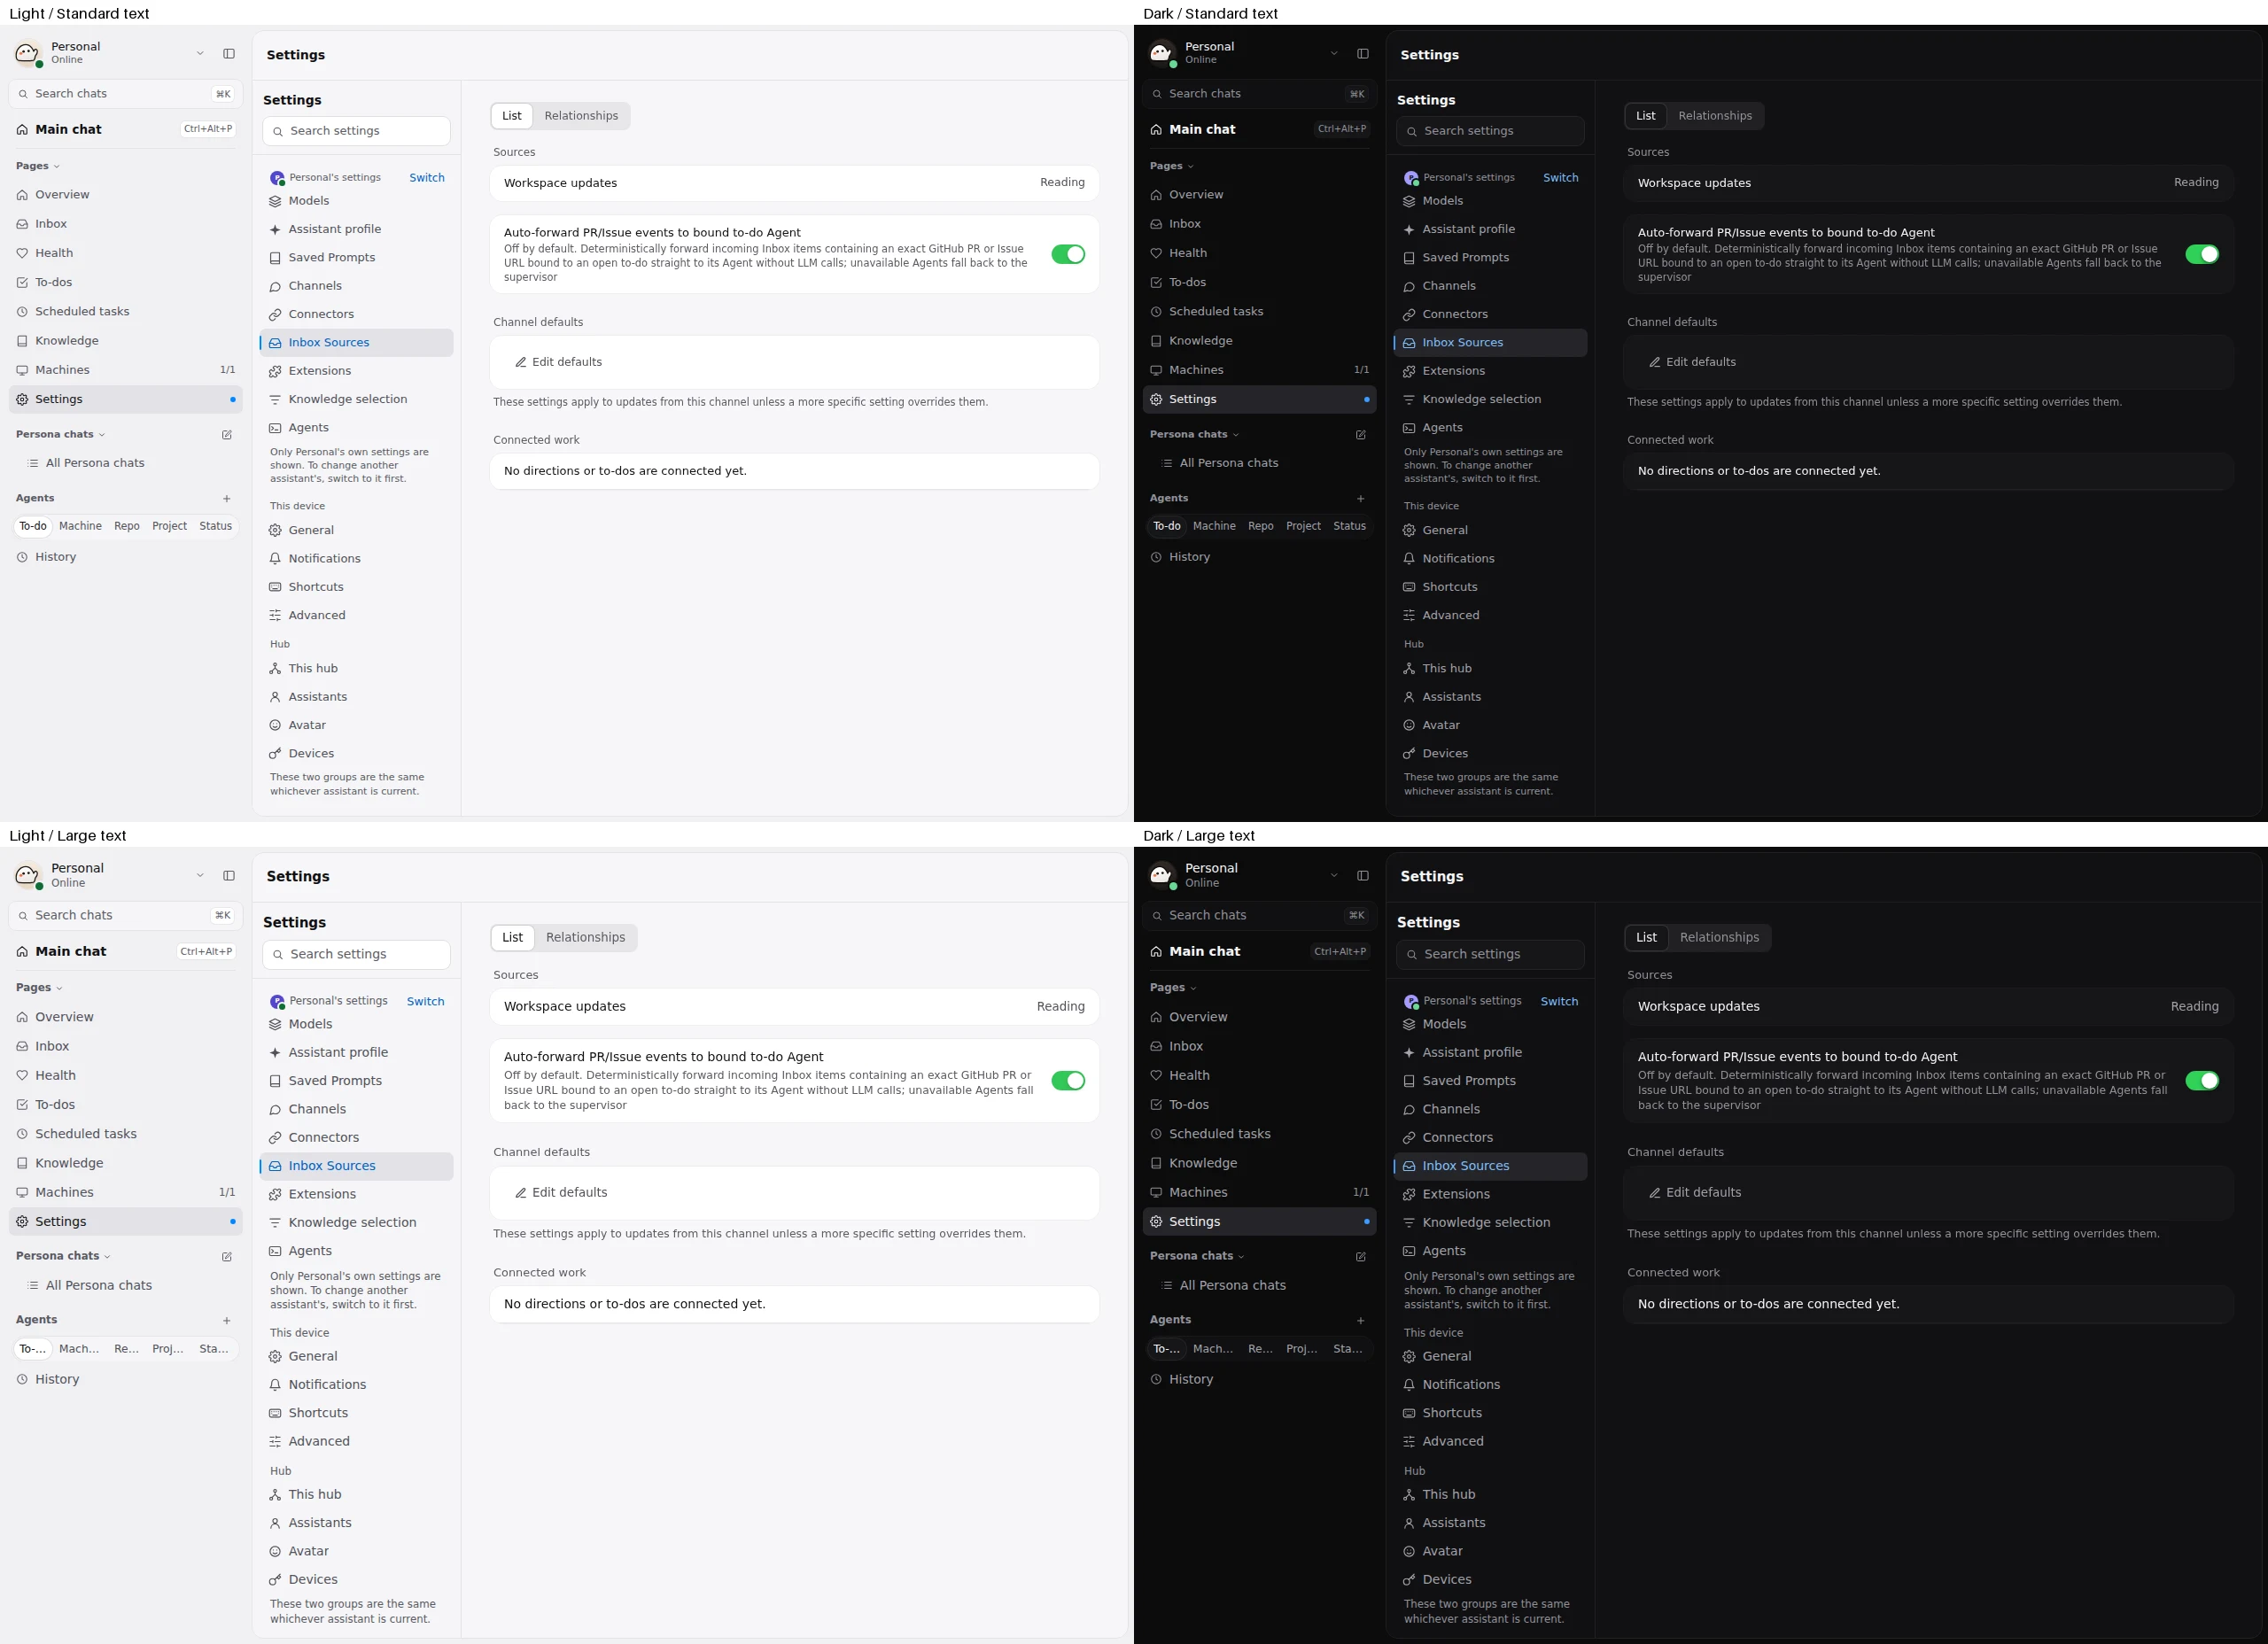 Light / Standard text
Personal
Online
Search chats
⌘K
Main chat
Ctrl+Alt+P
Pages
Overview
Inbox
Health
To-dos
Scheduled tasks
Knowledge
Machines
1/1
Settings
Persona chats
All Persona chats
Agents
To-do Machine Repo Project Status
History
Settings
Settings
Search settings
P Personal's settings Switch
Models
Assistant profile
Saved Prompts
Channels
Connectors
Inbox Sources
Extensions
Knowledge selection
Agents
Only Personal's own settings are
shown. To change another
assistant's, switch to it first.
This device
General
Notifications
Shortcuts
Advanced
Hub
This hub
Assistants
Avatar
Devices
These two groups are the same
whichever assistant is current.
List Relationships
Sources
Workspace updates Reading
Auto-forward PR/Issue events to bound to-do Agent
Off by default. Deterministically forward incoming Inbox items containing an exact GitHub PR or Issue
URL bound to an open to-do straight to its Agent without LLM calls; unavailable Agents fall back to the
supervisor
Channel defaults
Edit defaults
These settings apply to updates from this channel unless a more specific setting overrides them.
Connected work
No directions or to-dos are connected yet.
Dark / Standard text
Personal
Online
Search chats
⌘K
Main chat
Ctrl+Alt+P
Pages
Overview
Inbox
Health
To-dos
Scheduled tasks
Knowledge
Machines
1/1
Settings
Persona chats
All Persona chats
Agents
To-do Machine Repo Project Status
History
Settings
Settings
Search settings
P Personal's settings Switch
Models
Assistant profile
Saved Prompts
Channels
Connectors
Inbox Sources
Extensions
Knowledge selection
Agents
Only Personal's own settings are
shown. To change another
assistant's, switch to it first.
This device
General
Notifications
Shortcuts
Advanced
Hub
This hub
Assistants
Avatar
Devices
These two groups are the same
whichever assistant is current.
List Relationships
Sources
Workspace updates Reading
Auto-forward PR/Issue events to bound to-do Agent
Off by default. Deterministically forward incoming Inbox items containing an exact GitHub PR or Issue
URL bound to an open to-do straight to its Agent without LLM calls; unavailable Agents fall back to the
supervisor
Channel defaults
Edit defaults
These settings apply to updates from this channel unless a more specific setting overrides them.
Connected work
No directions or to-dos are connected yet.
Light / Large text
Personal
Online
Search chats
⌘K
Main chat
Ctrl+Alt+P
Pages
Overview
Inbox
Health
To-dos
Scheduled tasks
Knowledge
Machines
1/1
Settings
Persona chats
All Persona chats
Agents
To-... Mach... Re... Proj... Sta...
History
Settings
Settings
Search settings
P Personal's settings Switch
Models
Assistant profile
Saved Prompts
Channels
Connectors
Inbox Sources
Extensions
Knowledge selection
Agents
Only Personal's own settings are
shown. To change another
assistant's, switch to it first.
This device
General
Notifications
Shortcuts
Advanced
Hub
This hub
Assistants
Avatar
Devices
These two groups are the same
whichever assistant is current.
List Relationships
Sources
Workspace updates Reading
Auto-forward PR/Issue events to bound to-do Agent
Off by default. Deterministically forward incoming Inbox items containing an exact GitHub PR or
Issue URL bound to an open to-do straight to its Agent without LLM calls; unavailable Agents fall
back to the supervisor
Channel defaults
Edit defaults
These settings apply to updates from this channel unless a more specific setting overrides them.
Connected work
No directions or to-dos are connected yet.
Dark / Large text
Personal
Online
Search chats
⌘K
Main chat
Ctrl+Alt+P
Pages
Overview
Inbox
Health
To-dos
Scheduled tasks
Knowledge
Machines
1/1
Settings
Persona chats
All Persona chats
Agents
To-... Mach... Re... Proj... Sta...
History
Settings
Settings
Search settings
P Personal's settings Switch
Models
Assistant profile
Saved Prompts
Channels
Connectors
Inbox Sources
Extensions
Knowledge selection
Agents
Only Personal's own settings are
shown. To change another
assistant's, switch to it first.
This device
General
Notifications
Shortcuts
Advanced
Hub
This hub
Assistants
Avatar
Devices
These two groups are the same
whichever assistant is current.
List Relationships
Sources
Workspace updates Reading
Auto-forward PR/Issue events to bound to-do Agent
Off by default. Deterministically forward incoming Inbox items containing an exact GitHub PR or
Issue URL bound to an open to-do straight to its Agent without LLM calls; unavailable Agents fall
back to the supervisor
Channel defaults
Edit defaults
These settings apply to updates from this channel unless a more specific setting overrides them.
Connected work
No directions or to-dos are connected yet.